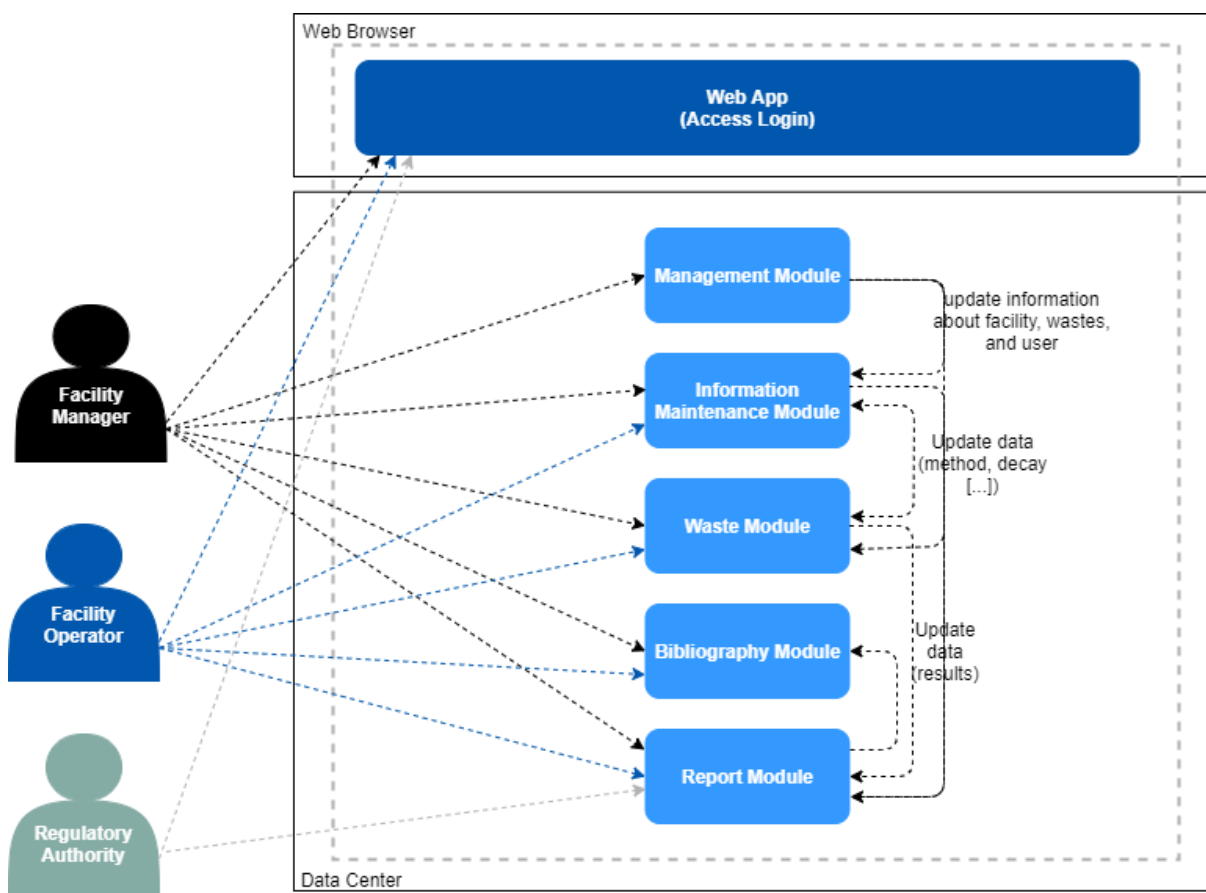 Web Browser
Web App
(Access Login)
Management Module
update information
about facility, wastes,
and user
Facility
Manager
Information
Maintenance Module
Update data
(method, decay
[...])
Waste Module
Facility
Operator
Bibliography Module
Update
data
(results)
Report Module
Regulatory
Authority
Data Center